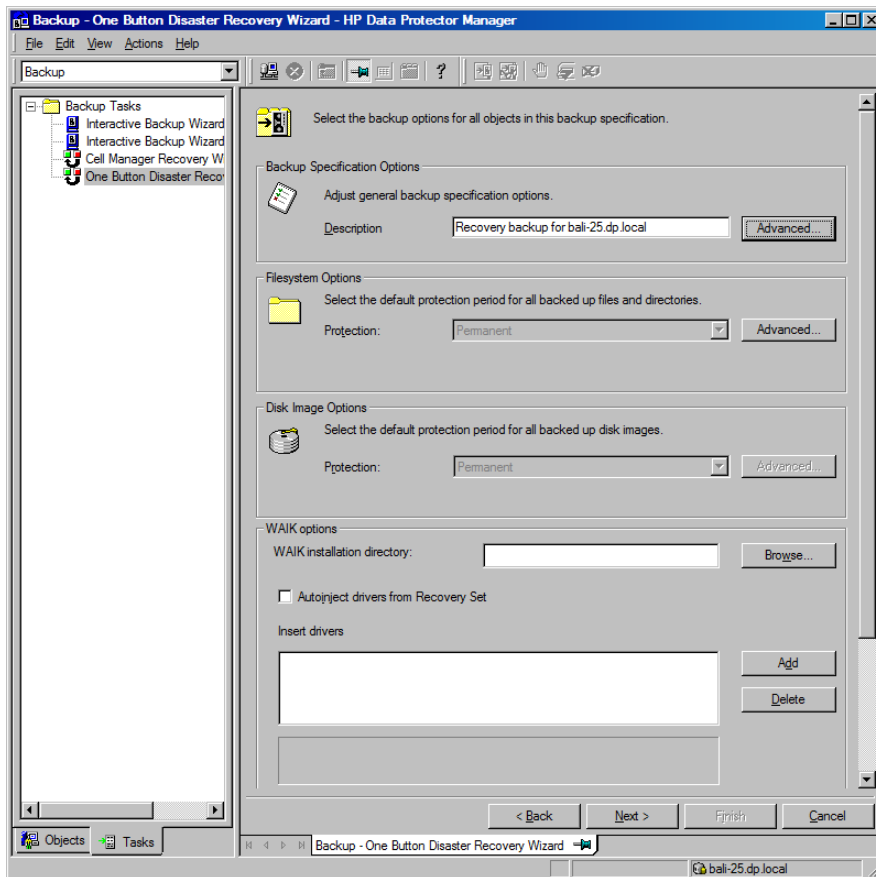 Backup - One Button Disaster Recovery Wizard - HP Data Protector Manager
File Edit View Actions Help
Backup
Backup Tasks
Interactive Backup Wizard
Interactive Backup Wizard
Cell Manager Recovery W
One Button Disaster Reco
Select the backup options for all objects in this backup specification.
Backup Specification Options
Adjust general backup specification options.
Description Recovery backup for bali-25.dp.local Advanced...
Filesystem Options
Select the default protection period for all backed up files and directories.
Protection: Permanent Advanced...
Disk Image Options
Select the default protection period for all backed up disk images.
Protection: Permanent Advanced...
WAIK options
WAIK installation directory: Browse...
Autoinject drivers from Recovery Set
Insert drivers
Add
Delete
< Back Next > Finish Cancel
Objects Tasks
Backup - One Button Disaster Recovery Wizard
bali-25.dp.local